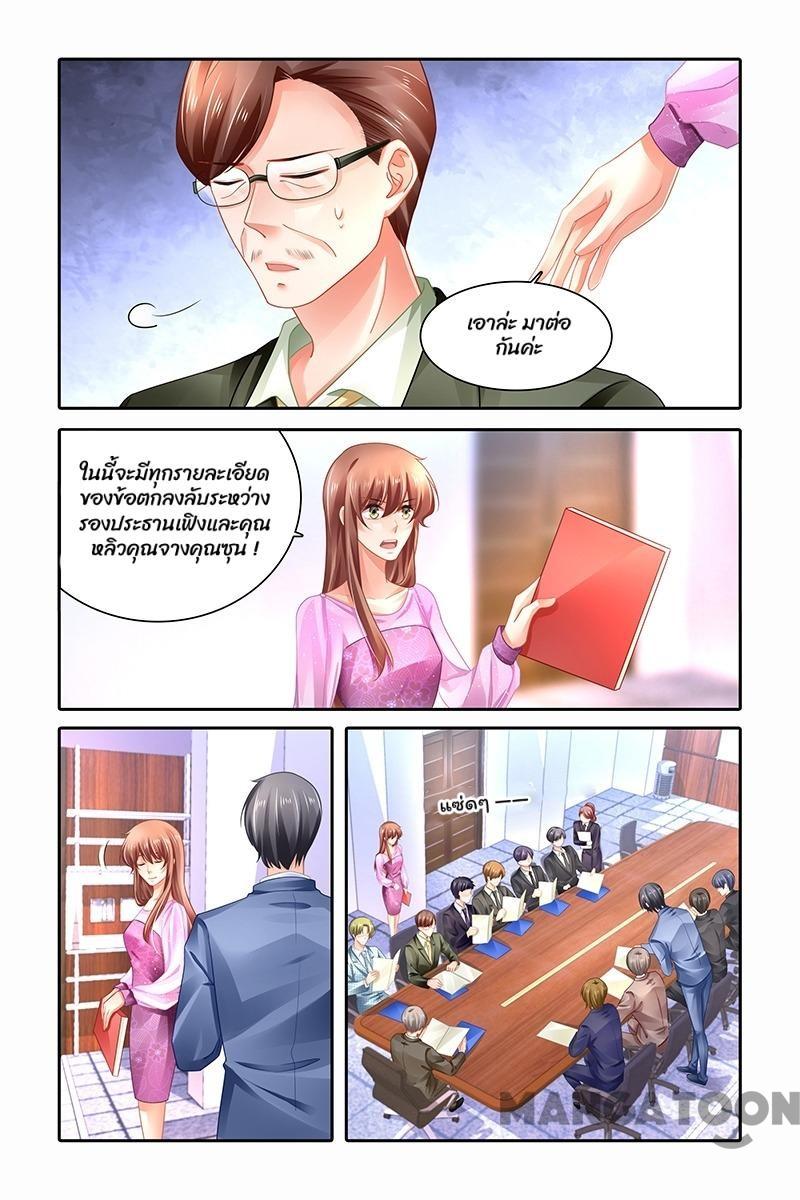 เอาล่ะ มาต่อ
กันค่ะ
ในนี้จะมีทุกรายละเอียด
ของข้อตกลงลับระหว่าง
รองประธานเฟิงและคุณ
หลิวคุณจางคุณซุน !
แซ่ดๆ
MANGATOON